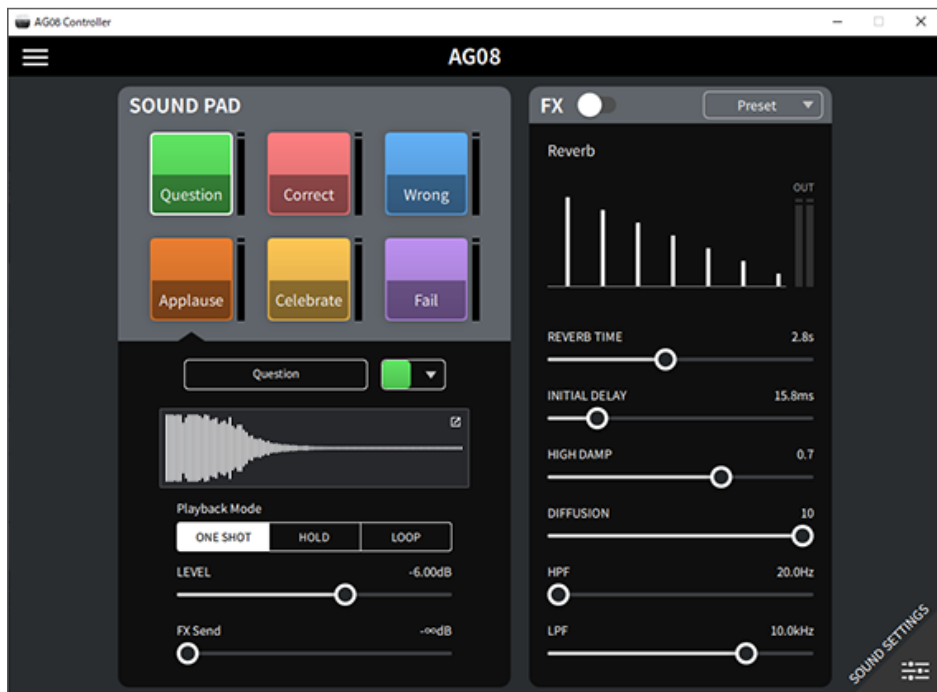 AG08 Controller
AG08
SOUND PAD
Question
Correct
Wrong
Applause
Celebrate
Fail
Question
Playback Mode
ONE SHOT
HOLD
LOOP
LEVEL
-6.00dB
FX Send
-∞dB
FX
Preset
Reverb
OUT
REVERB TIME
2.8s
INITIAL DELAY
15.8ms
HIGH DAMP
0.7
DIFFUSION
10
HPF
20.0Hz
LPF
10.0kHz
SOUND SETTINGS